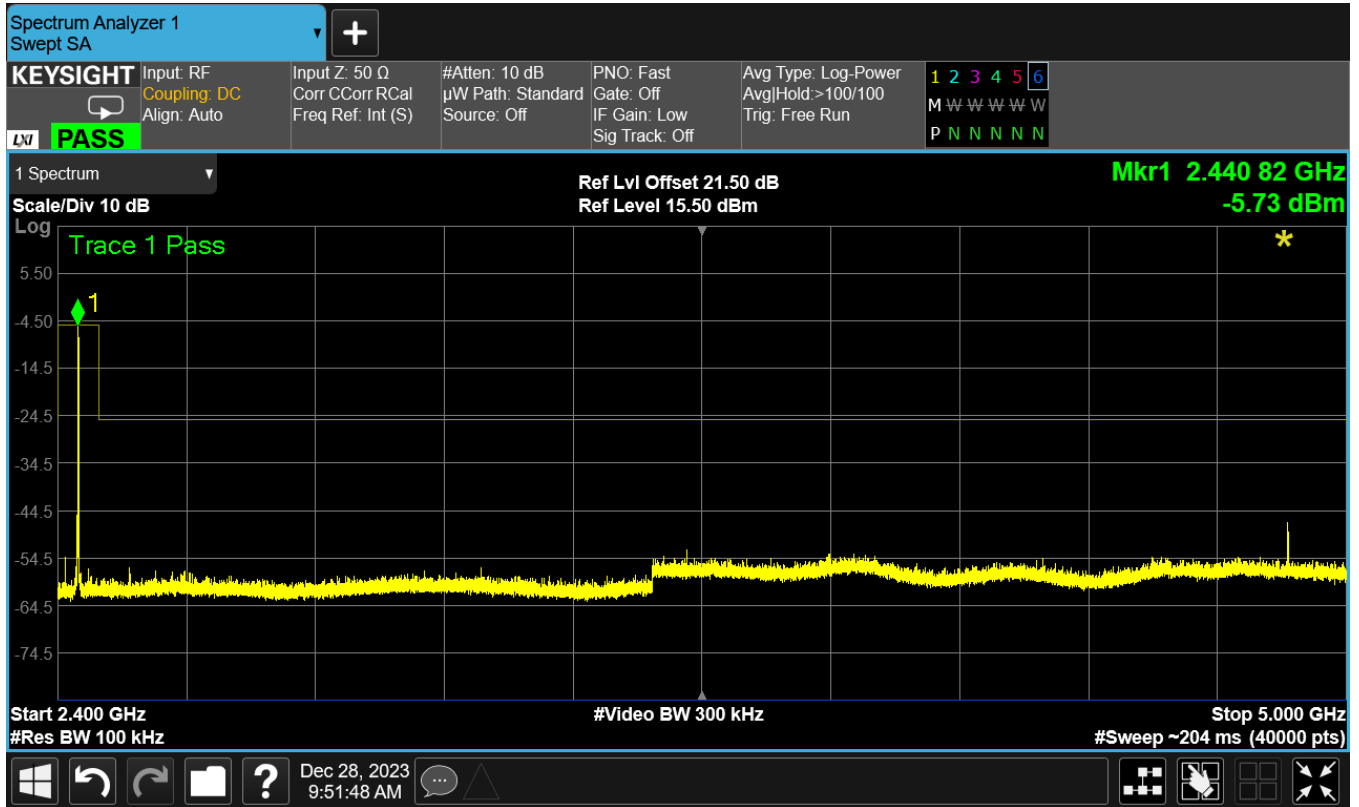 Spectrum Analyzer 1
Swept SA
+
KEYSIGHT
LXI PASS
Input: RF
Coupling: DC
Align: Auto
Input Z: 50 Ω
Corr CCorr RCal
Freq Ref: Int (S)
#Atten: 10 dB
µW Path: Standard
Source: Off
PNO: Fast
Gate: Off
IF Gain: Low
Sig Track: Off
Avg Type: Log-Power
Avg|Hold:>100/100
Trig: Free Run
1 2 3 4 5 6
M W W W W W W
P N N N N N N
1 Spectrum
Scale/Div 10 dB
Ref Lvl Offset 21.50 dB
Ref Level 15.50 dBm
Mkr1 2.440 82 GHz
-5.73 dBm
Log
Trace 1 Pass
*
5.50
1
-4.50
-14.5
-24.5
-34.5
-44.5
-54.5
-64.5
-74.5
Start 2.400 GHz
#Video BW 300 kHz
Stop 5.000 GHz
#Res BW 100 kHz
#Sweep ~204 ms (40000 pts)
?
Dec 28, 2023
9:51:48 AM